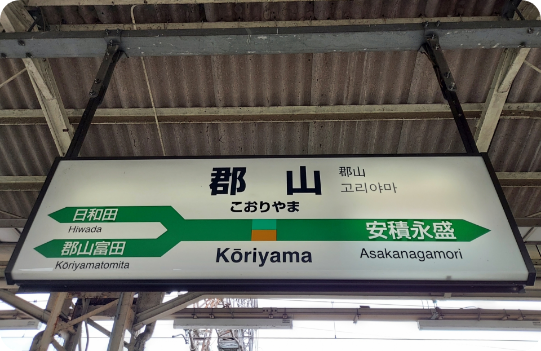 郡山
郡山
고리야마
こおりやま
日和田
Hiwada
郡山富田
Kōriyamatomita
Kōriyama
安積永盛
Asakanagamori